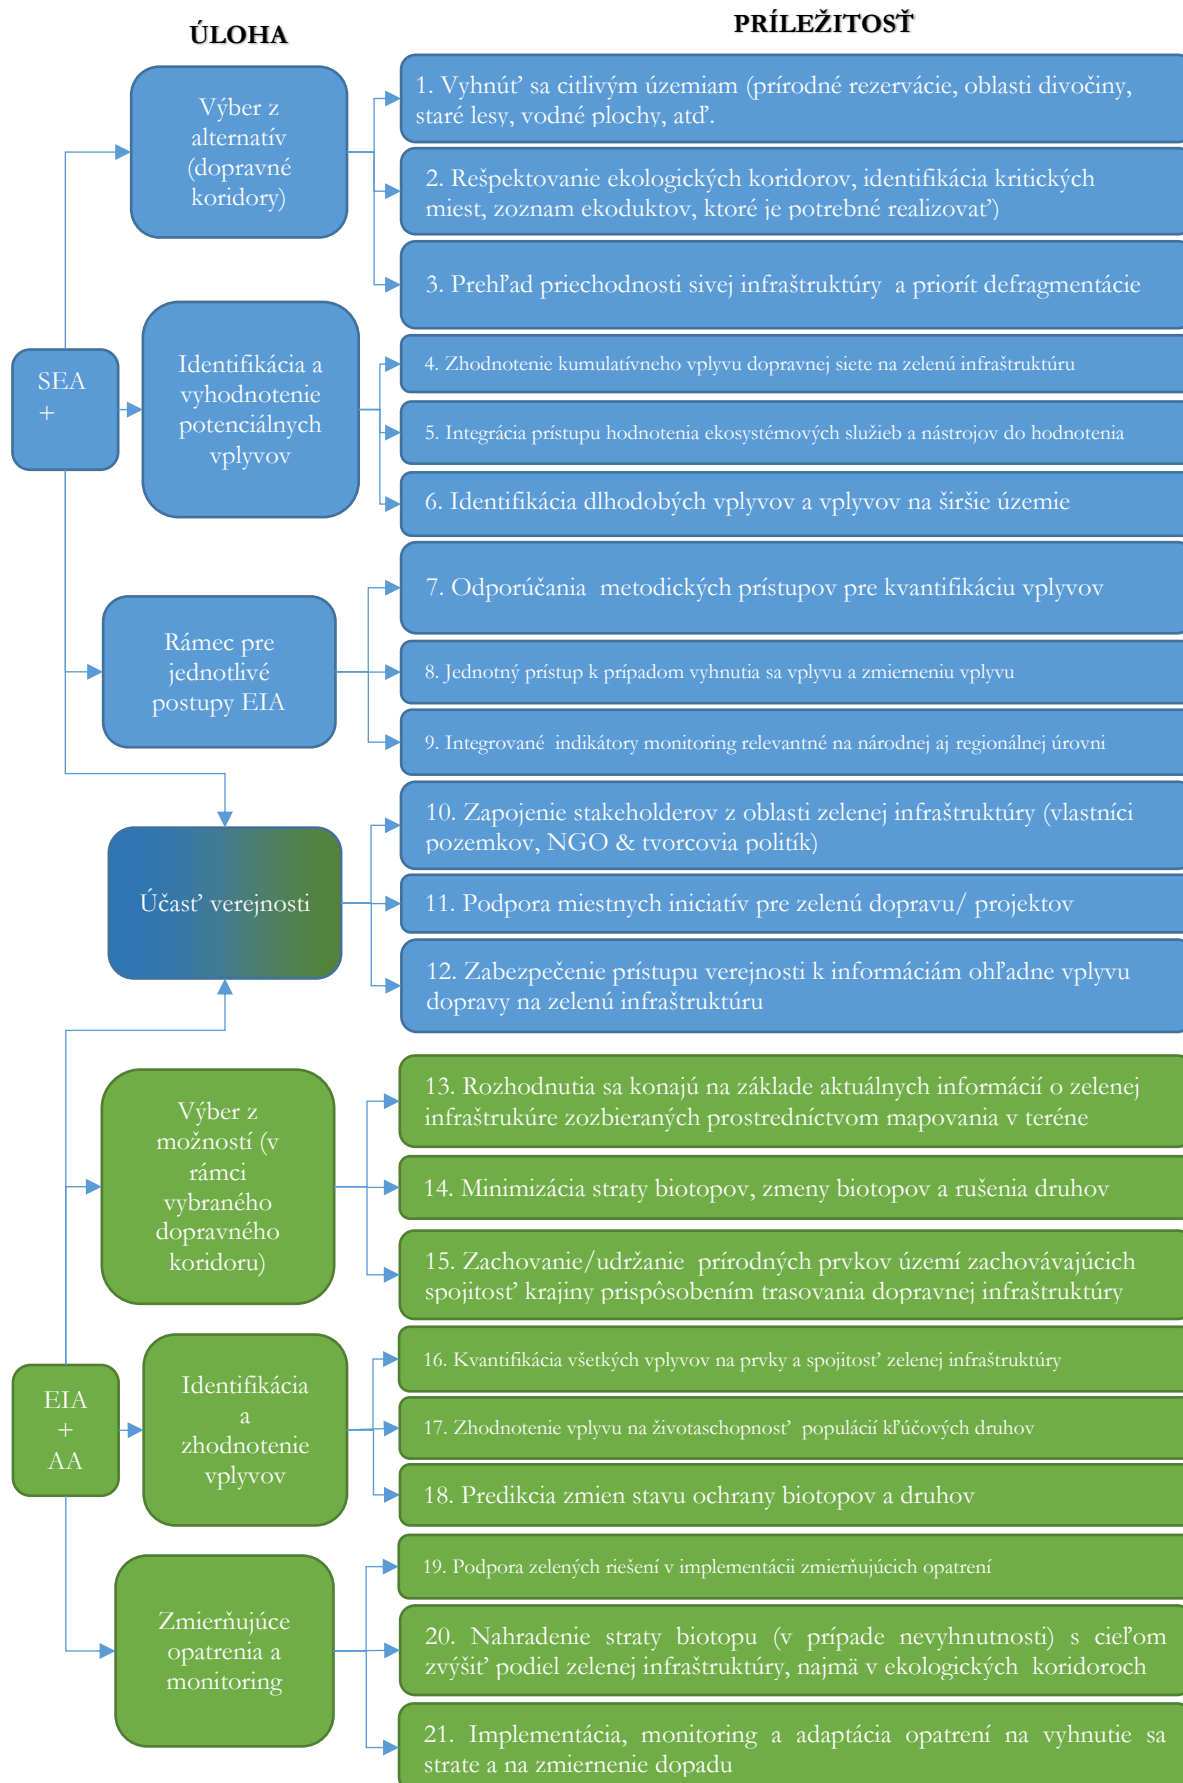 ÚLOHA
PRÍLEŽITOSŤ
Výber z
alternatív
(dopravné
koridory)
1. Vyhnúť sa citlivým územiam (prírodné rezervácie, oblasti divočiny,
staré lesy, vodné plochy, atď.
2. Rešpektovanie ekologických koridorov, identifikácia kritických
miest, zoznam ekoduktov, ktoré je potrebné realizovať)
3. Prehľad priechodnosti sivej infraštruktúry a priorít defragmentácie
SEA
+
Identifikácia a
vyhodnotenie
potenciálnych
vplyvov
4. Zhodnotenie kumulatívneho vplyvu dopravnej siete na zelenú infraštruktúru
5. Integrácia prístupu hodnotenia ekosystémových služieb a nástrojov do hodnotenia
6. Identifikácia dlhodobých vplyvov a vplyvov na širšie územie
Rámec pre
jednotlivé
postupy EIA
7. Odporúčania metodických prístupov pre kvantifikáciu vplyvov
8. Jednotný prístup k prípadom vyhnutia sa vplyvu a zmierneniu vplyvu
9. Integrované indikátory monitoring relevantné na národnej aj regionálnej úrovni
Účasť verejnosti
10. Zapojenie stakeholderov z oblasti zelenej infraštruktúry (vlastníci
pozemkov, NGO & tvorcovia politík)
11. Podpora miestnych iniciatív pre zelenú dopravu/ projektov
12. Zabezpečenie prístupu verejnosti k informáciám ohľadne vplyvu
dopravy na zelenú infraštruktúru
Výber z
možností (v
rámci
vybraného
dopravného
koridoru)
13. Rozhodnutia sa konajú na základe aktuálnych informácií o zelenej
infraštrukúre zozbieraných prostredníctvom mapovania v teréne
14. Minimizácia straty biotopov, zmeny biotopov a rušenia druhov
15. Zachovanie/udržanie prírodných prvkov území zachovávajúcich
spojitosť krajiny prispôsobením trasovania dopravnej infraštruktúry
EIA
+
AA
Identifikácia
a
zhodnotenie
vplyvov
16. Kvantifikácia všetkých vplyvov na prvky a spojitosť zelenej infraštruktúry
17. Zhodnotenie vplyvu na životaschopnosť populácií kľúčových druhov
18. Predikcia zmien stavu ochrany biotopov a druhov
Zmierňujúce
opatrenia a
monitoring
19. Podpora zelených riešení v implementácii zmierňujúcich opatrení
20. Nahradenie straty biotopu (v prípade nevyhnutnosti) s cieľom
zvýšiť podiel zelenej infraštruktúry, najmä v ekologických koridoroch
21. Implementácia, monitoring a adaptácia opatrení na vyhnutie sa
strate a na zmiernenie dopadu